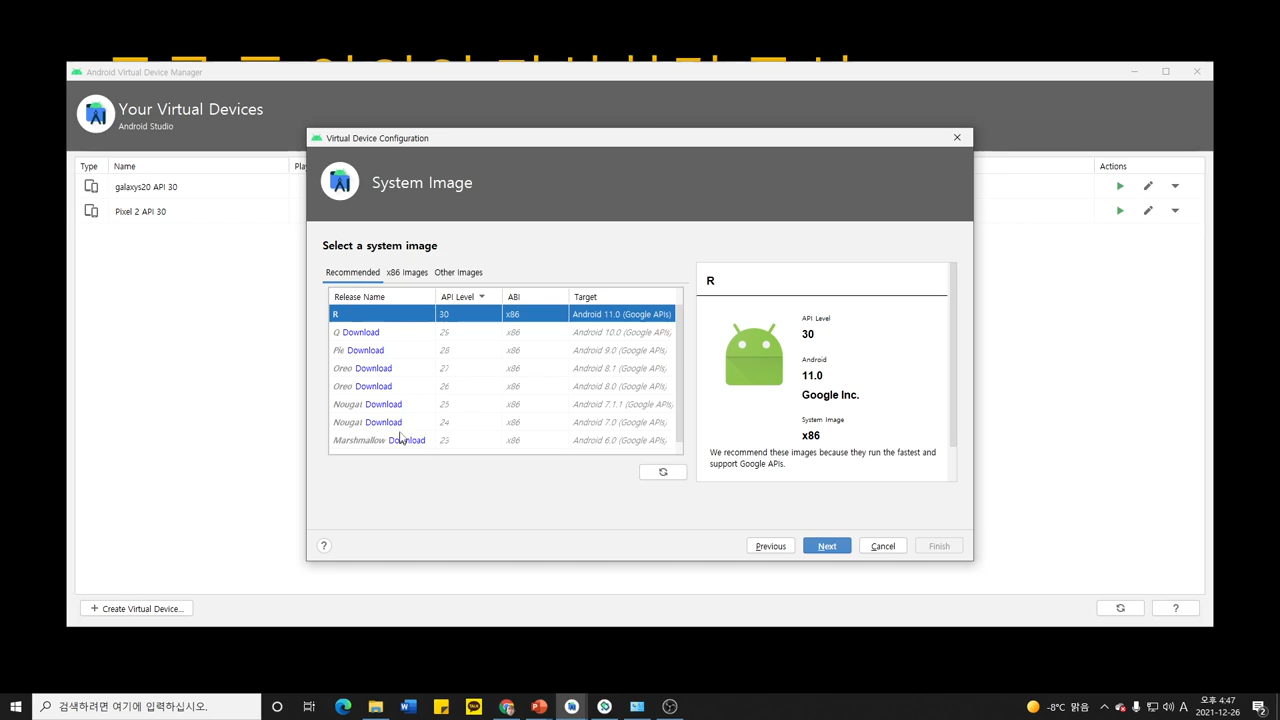 Android Virtual Device Manager
Your Virtual Devices
Android Studio
Type Name Actions
galaxys20 API 30
Pixel 2 API 30
Virtual Device Configuration
System Image
Select a system image
Recommended x86 Images Other Images
Release Name API Level ABI Target
R 30 x86 Android 11.0 (Google APIs)
Q Download 29 x86 Android 10.0 (Google APIs)
Pie Download 28 x86 Android 9.0 (Google APIs)
Oreo Download 27 x86 Android 8.1 (Google APIs)
Oreo Download 26 x86 Android 8.0 (Google APIs)
Nougat Download 25 x86 Android 7.1.1 (Google APIs)
Nougat Download 24 x86 Android 7.0 (Google APIs)
Marshmallow Download 23 x86 Android 6.0 (Google APIs)
R
API Level
30
Android
11.0
Google Inc.
System Image
x86
We recommend these images because they run the fastest and
support Google APIs.
?
Previous Next Cancel Finish
+ Create Virtual Device...
?
검색하려면 여기에 입력하십시오.
-8°C 맑음
A
오후 4:47
2021-12-26
2